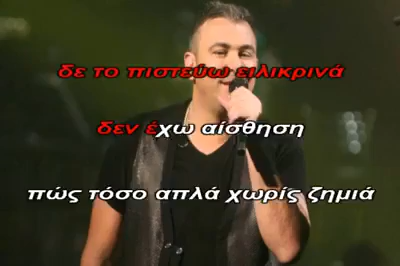 δε το πιστεύω ειλικρινά
δεν έχω αίσθηση
πώς τόσο απλά χωρίς ζημιά